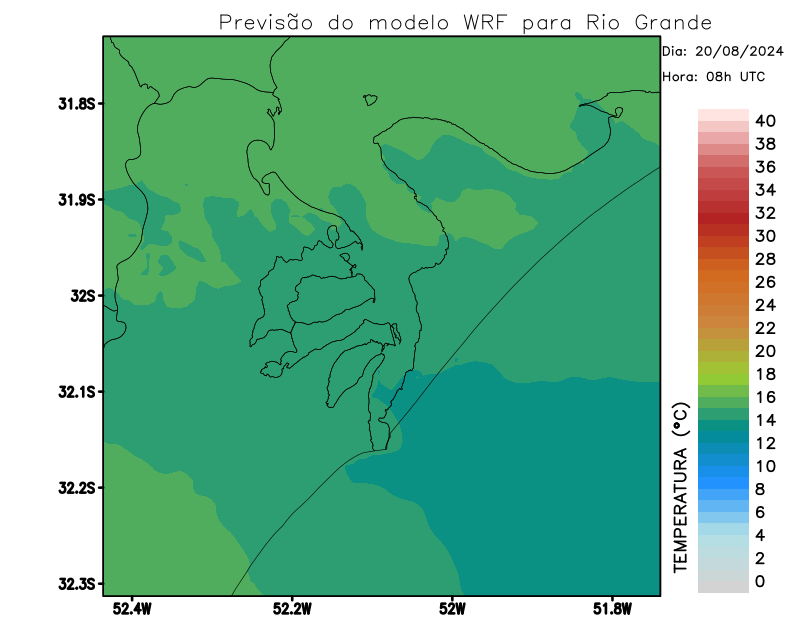 Previsão do modelo WRF para Rio Grande
Dia: 20/08/2024
Hora: 08h UTC
31.8S
31.9S
32S
32.1S
32.2S
32.3S
52.4W
52.2W
52W
51.8W
40
38
36
34
32
30
28
26
24
22
20
18
16
14
12
10
8
6
4
2
0
TEMPERATURA (°C)